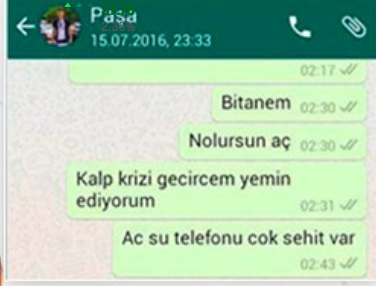 Paşa
15.07.2016, 23:33
02:17
Bitanem 02:30
Nolursun aç 02:30
Kalp krizi gecircem yemin
ediyorum
02:31
Ac su telefonu cok sehit var
02:43